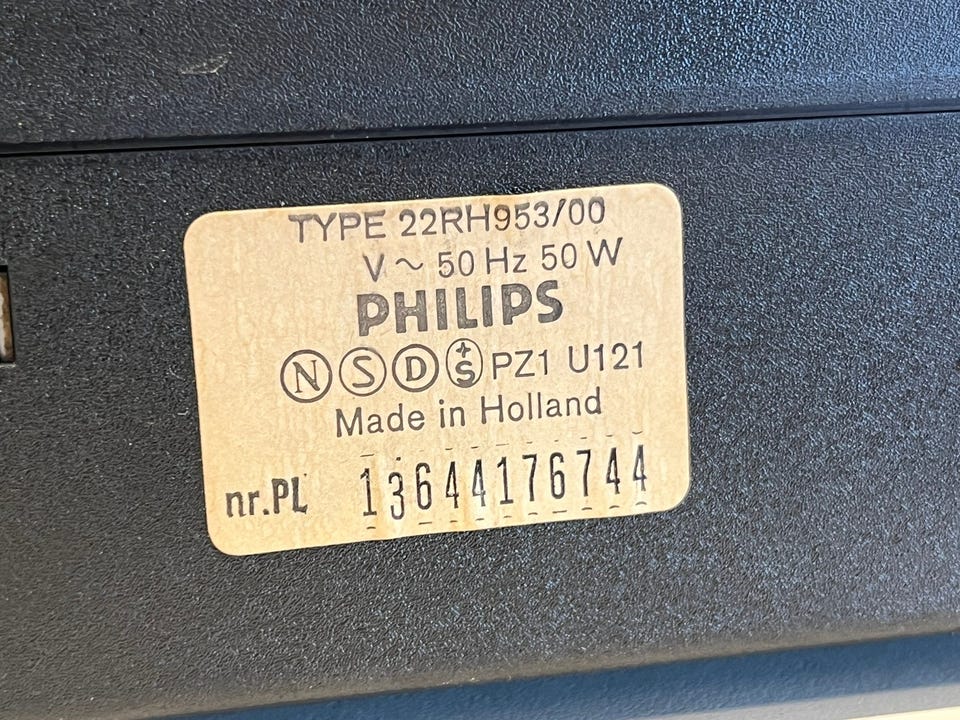 TYPE 22RH953/00
V ~ 50 Hz 50 W
PHILIPS
N S D +S PZ1 U121
Made in Holland
nr.PL 13644176744